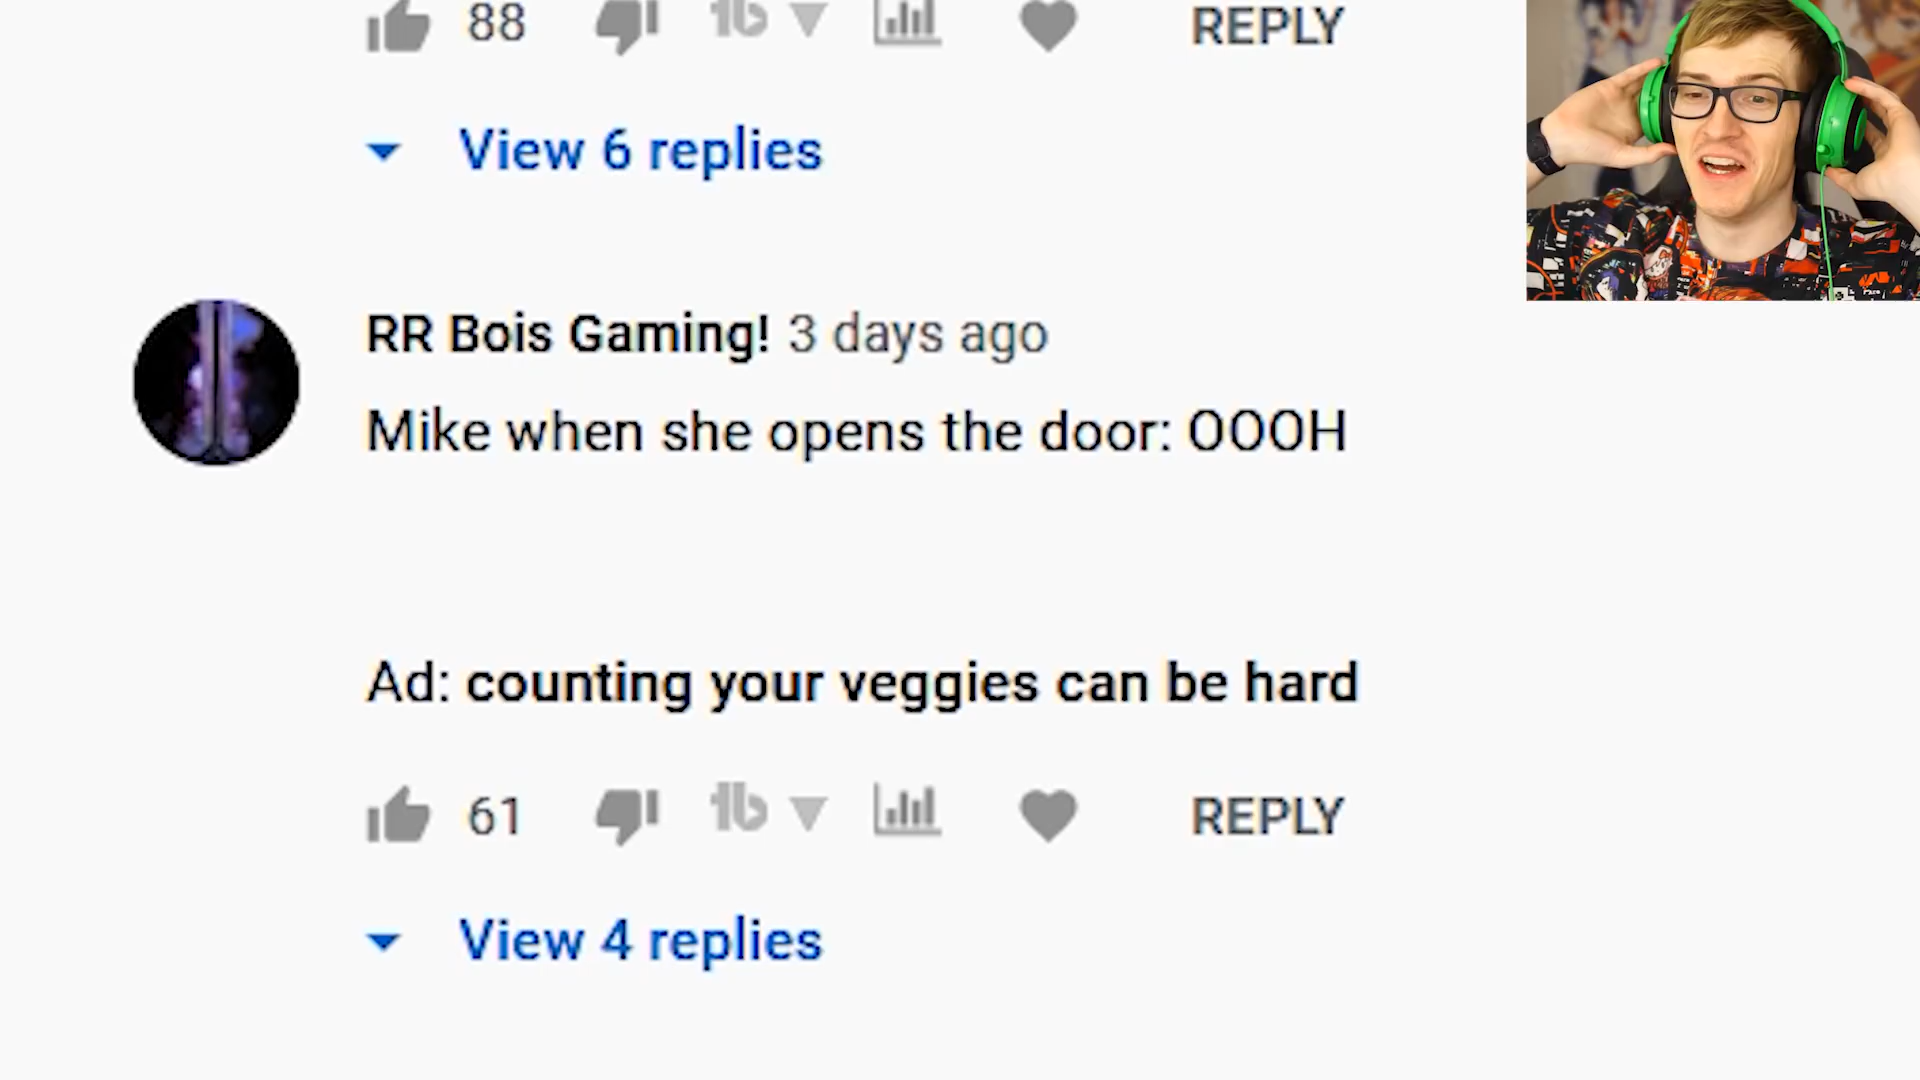 88 REPLY
View 6 replies
RR Bois Gaming! 3 days ago
Mike when she opens the door: OOOH
Ad: counting your veggies can be hard
61 REPLY
View 4 replies